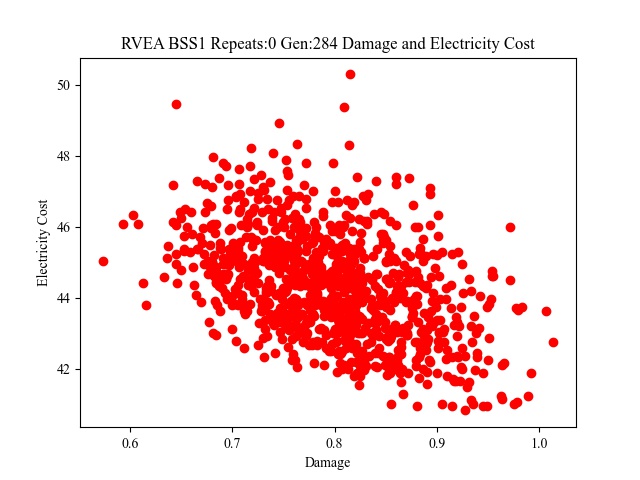 RVEA BSS1 Repeats:0 Gen:284 Damage and Electricity Cost
50
48
46
44
42
Electricity Cost
0.6 0.7 0.8 0.9 1.0
Damage